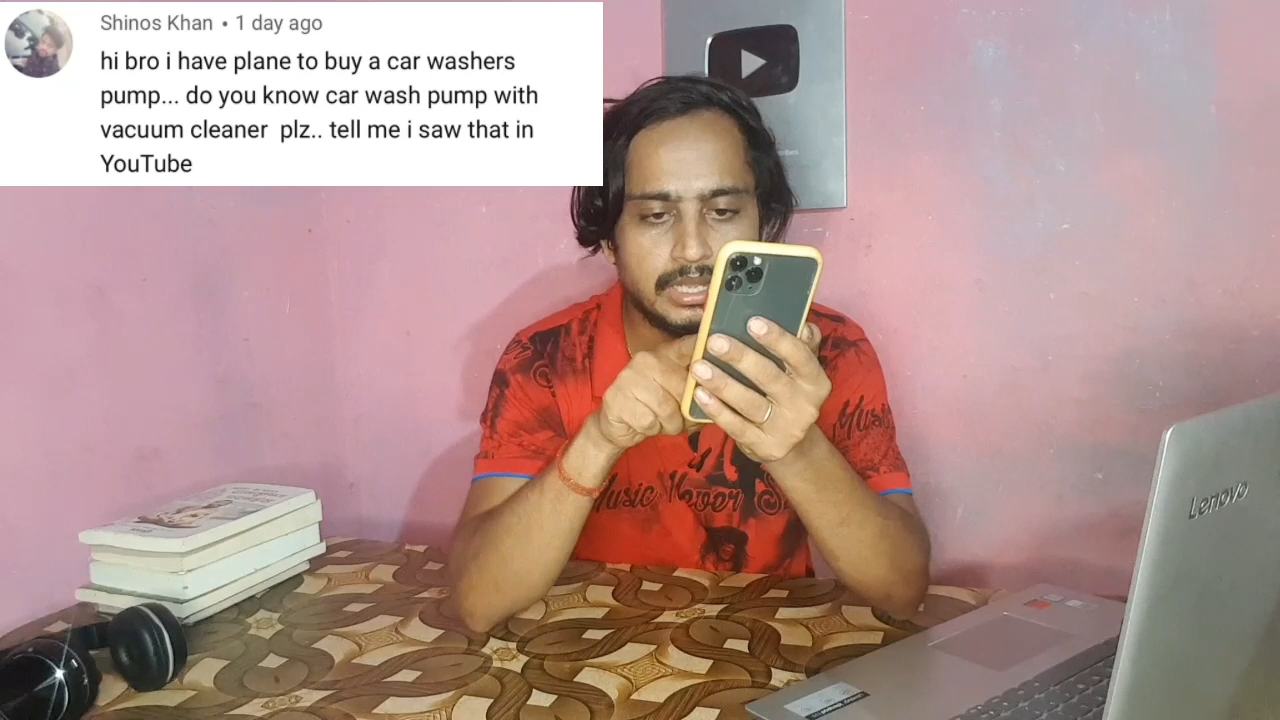 Shinos Khan • 1 day ago
hi bro i have plane to buy a car washers
pump... do you know car wash pump with
vacuum cleaner  plz.. tell me i saw that in
YouTube
Music
Music Never
Lenovo